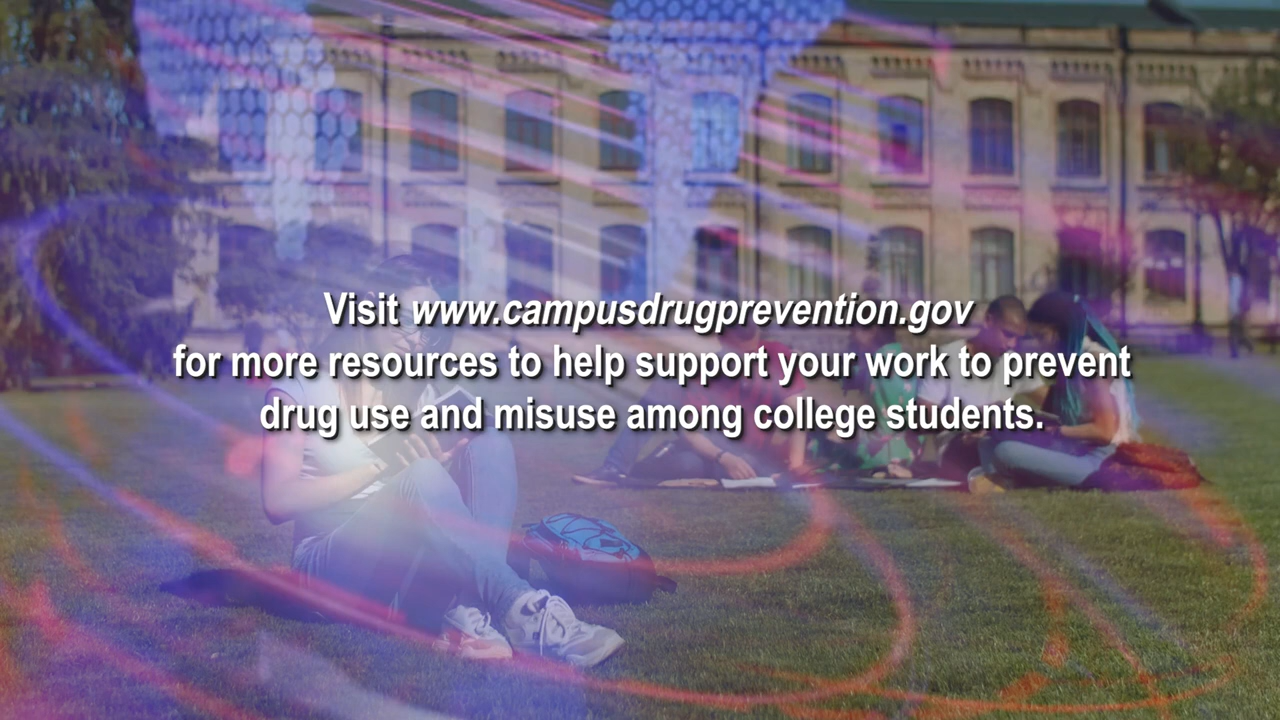 Visit www.campusdrugprevention.gov
for more resources to help support your work to prevent
drug use and misuse among college students.